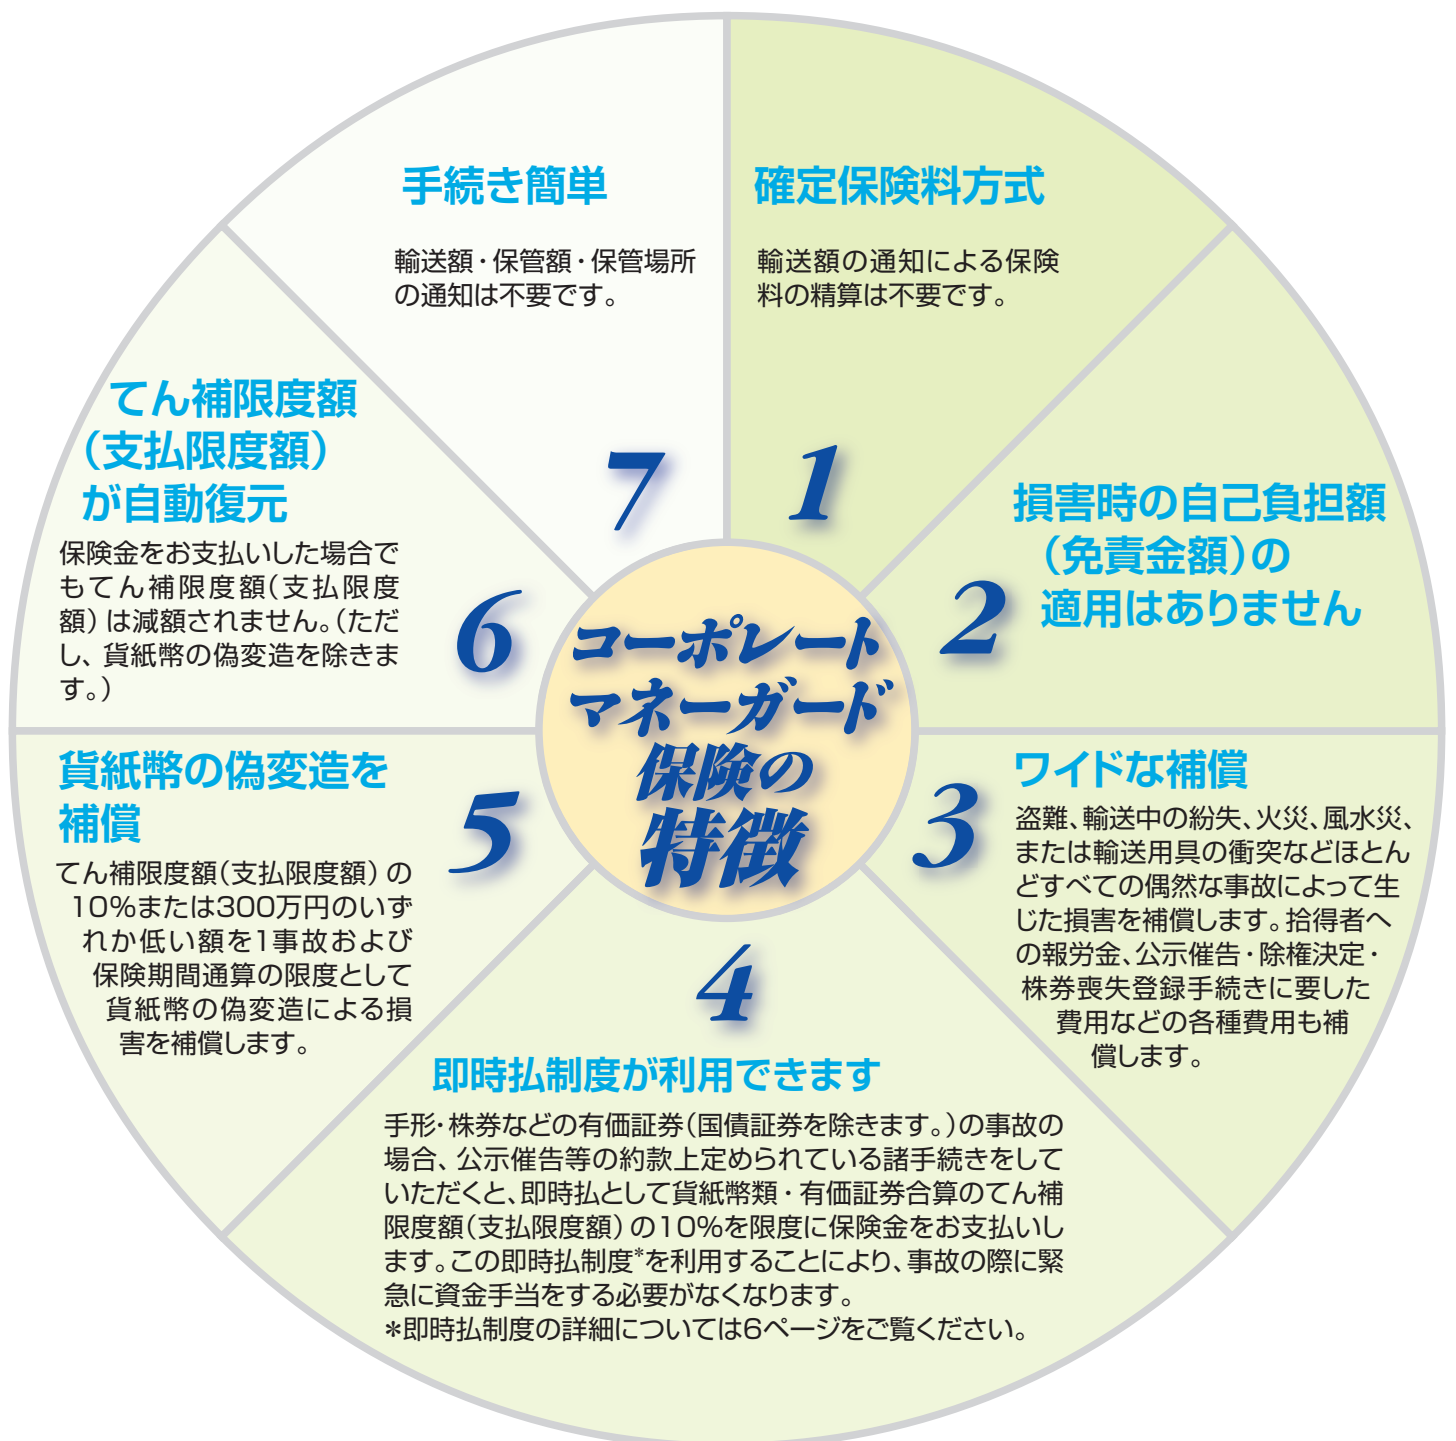 コーポレート
マネーガード
保険の
特徴
1
確定保険料方式
輸送額の通知による保険
料の精算は不要です。
2
損害時の自己負担額
（免責金額）の
適用はありません
3
ワイドな補償
盗難、輸送中の紛失、火災、風水災、
または輸送用具の衝突などほとん
どすべての偶然な事故によって生
じた損害を補償します。拾得者へ
の報労金、公示催告・除権決定・
株券喪失登録手続きに要した
費用などの各種費用も補
償します。
4
即時払制度が利用できます
手形・株券などの有価証券（国債証券を除きます。）の事故の
場合、公示催告等の約款上定められている諸手続きをして
いただくと、即時払として貨紙幣類・有価証券合算のてん補
限度額（支払限度額）の10%を限度に保険金をお支払いし
ます。この即時払制度*を利用することにより、事故の際に緊
急に資金手当をする必要がなくなります。
*即時払制度の詳細については6ページをご覧ください。
5
貨紙幣の偽変造を
補償
てん補限度額（支払限度額）の
10%または300万円のいず
れか低い額を1事故および
保険期間通算の限度として
貨紙幣の偽変造による損
害を補償します。
6
てん補限度額
（支払限度額）
が自動復元
保険金をお支払いした場合で
もてん補限度額（支払限度
額）は減額されません。（ただ
し、貨紙幣の偽変造を除きま
す。）
7
手続き簡単
輸送額・保管額・保管場所
の通知は不要です。